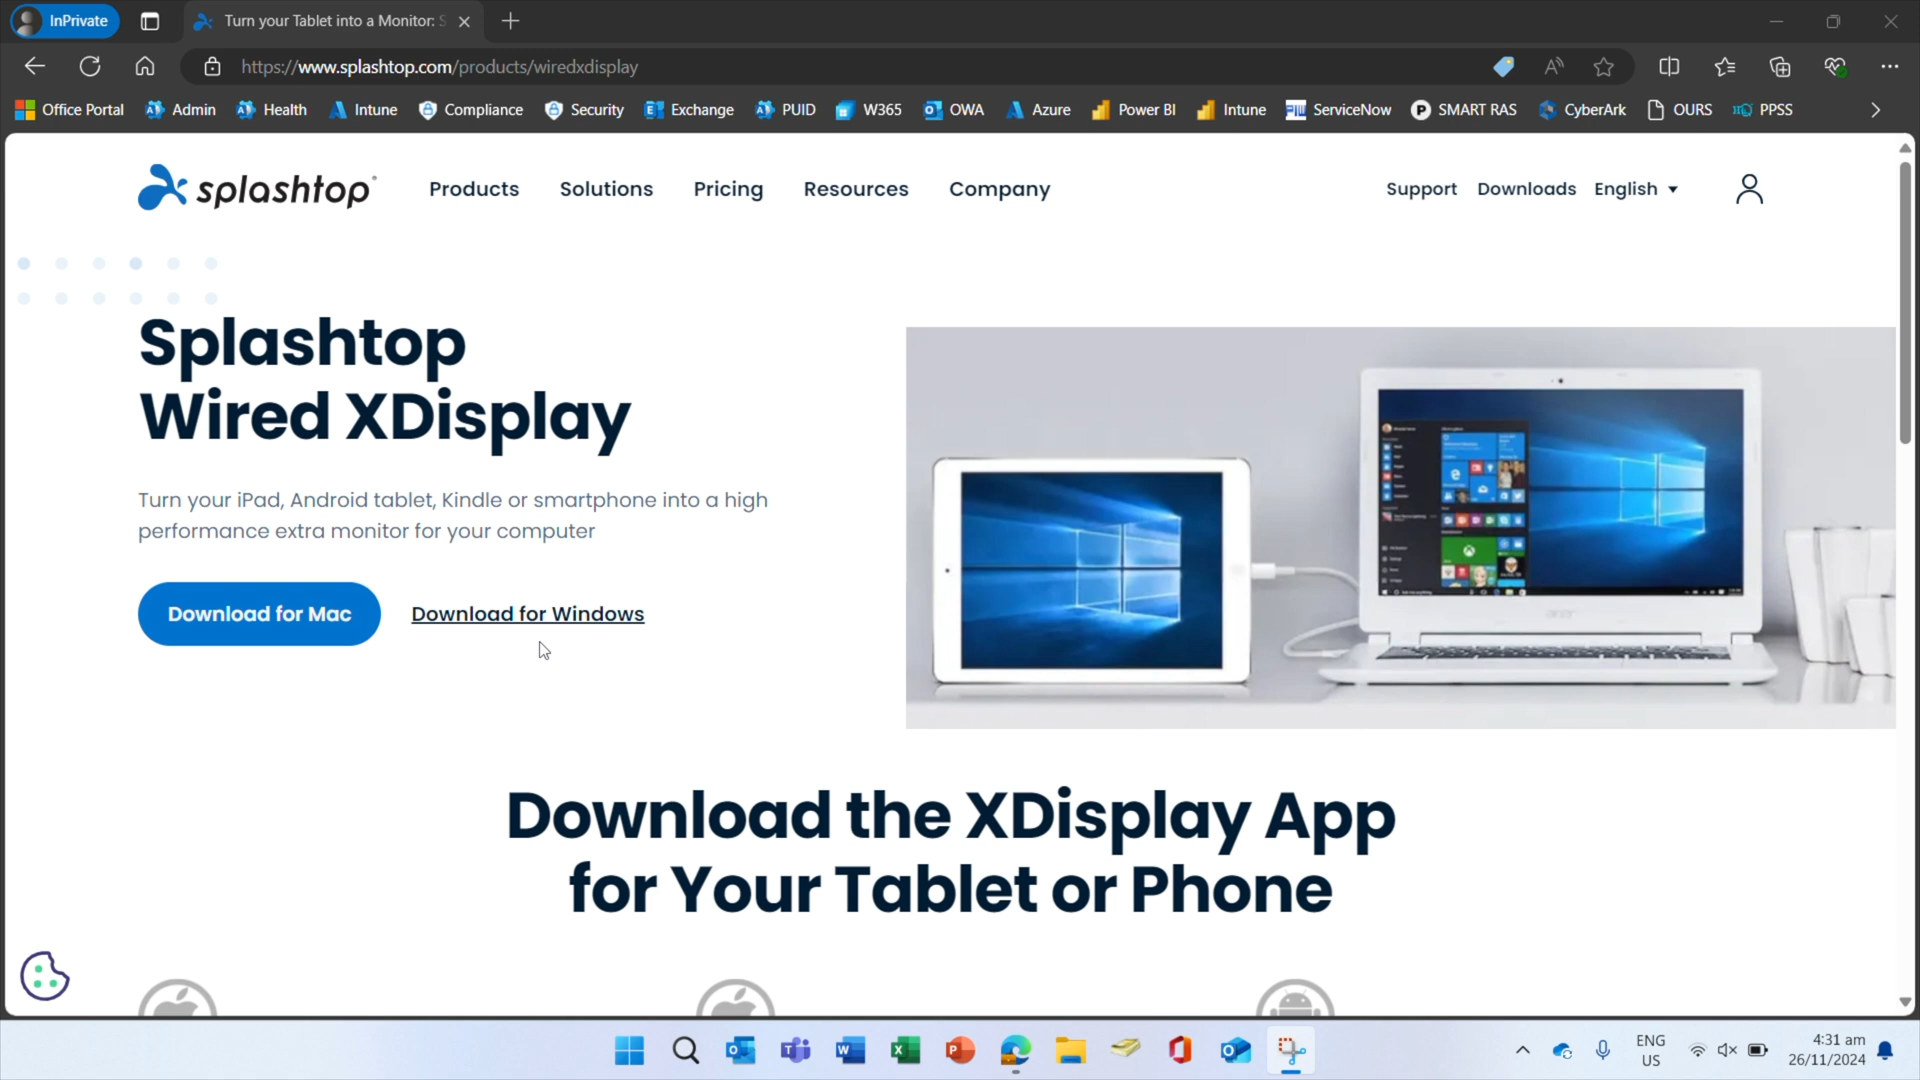 InPrivate
Turn your Tablet into a Monitor: S
https://www.splashtop.com/products/wiredxdisplay
Office Portal Admin Health Intune Compliance Security Exchange PUID W365 OWA Azure Power BI Intune ServiceNow SMART RAS CyberArk OURS PPSS
splashtop Products Solutions Pricing Resources Company Support Downloads English
Splashtop
Wired XDisplay
Turn your iPad, Android tablet, Kindle or smartphone into a high
performance extra monitor for your computer
Download for Mac Download for Windows
acer
Download the XDisplay App
for Your Tablet or Phone
ENG
US
4:31 am
26/11/2024